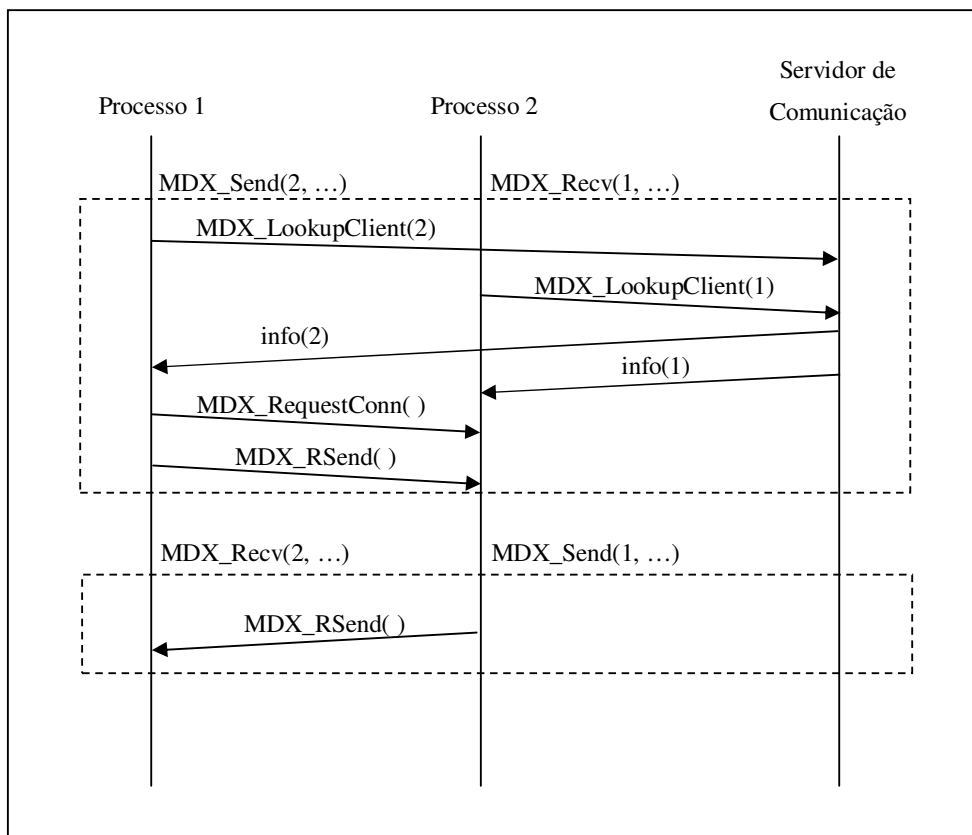 Servidor de
Comunicação
Processo 1
Processo 2
MDX_Send(2, …)
MDX_Recv(1, …)
MDX_LookupClient(2)
MDX_LookupClient(1)
info(2)
info(1)
MDX_RequestConn( )
MDX_RSend( )
MDX_Recv(2, …)
MDX_Send(1, …)
MDX_RSend( )